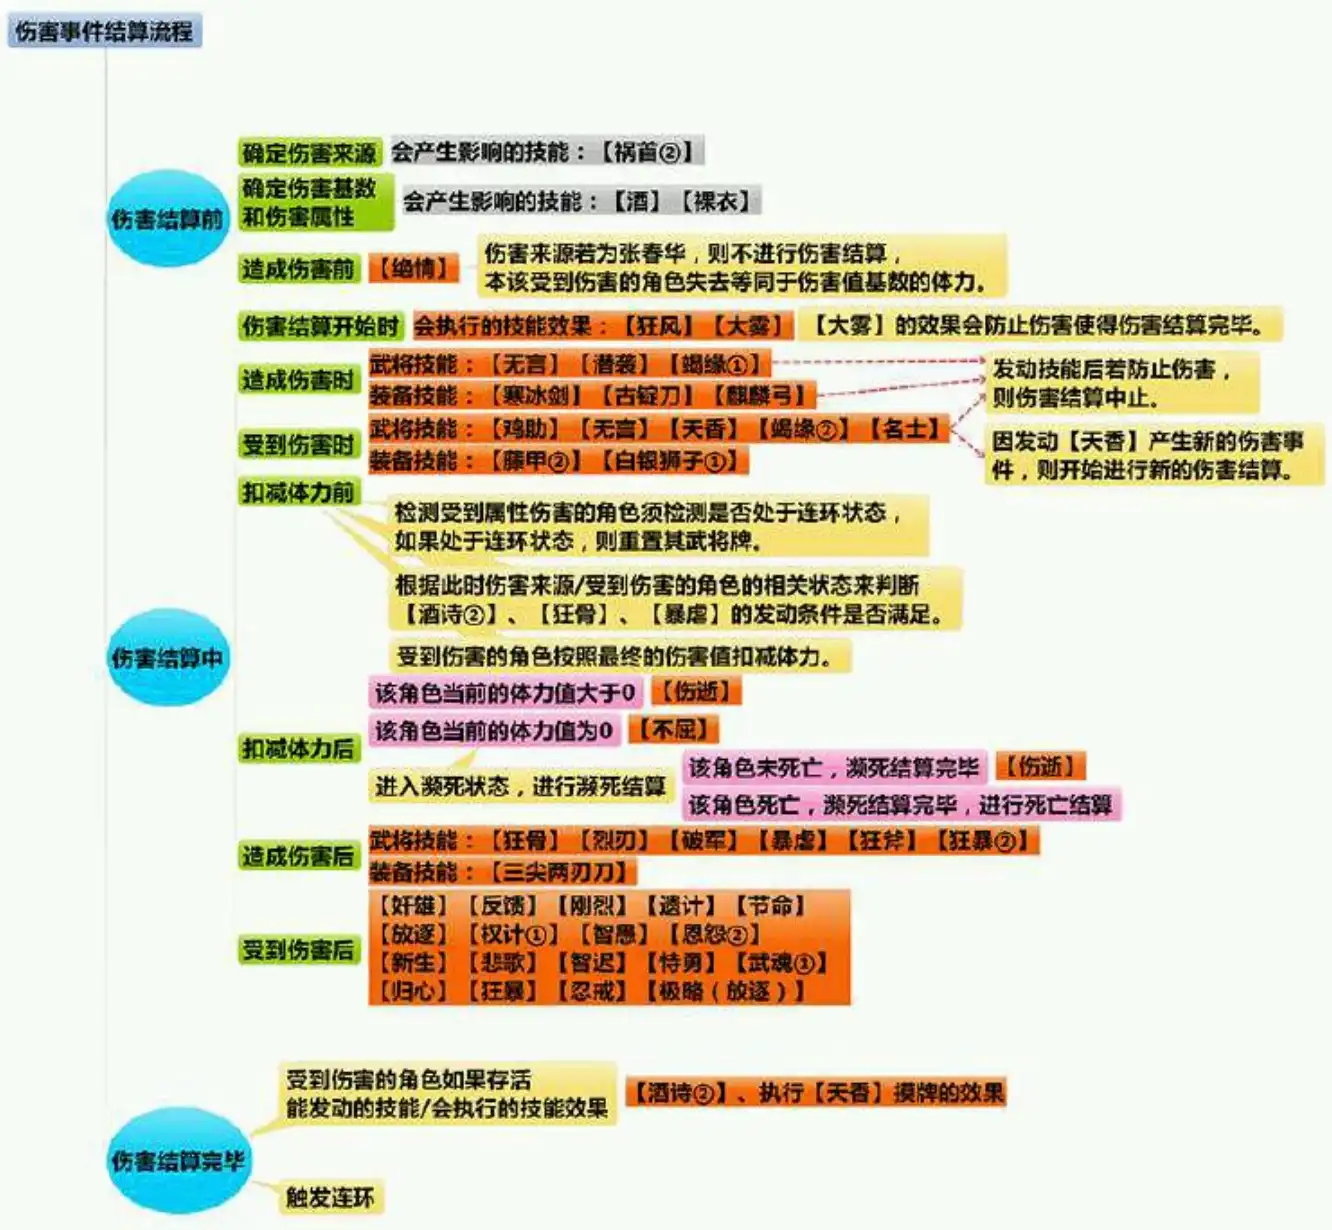 伤害事件结算流程
确定伤害来源
会产生影响的技能：【祸首②】
确定伤害基数
和伤害属性
会产生影响的技能：【酒】【裸衣】
伤害结算前
造成伤害前
【绝情】
伤害来源若为张春华，则不进行伤害结算，
本该受到伤害的角色失去等同于伤害值基数的体力。
伤害结算开始时
会执行的技能效果：【狂风】【大雾】
【大雾】的效果会防止伤害使得伤害结算完毕。
造成伤害时
武将技能：【无言】【潜袭】【竭缘①】
装备技能：【寒冰剑】【古锭刀】【麒麟弓】
发动技能后若防止伤害，
则伤害结算中止。
受到伤害时
武将技能：【鸡肋】【无言】【天香】【竭缘②】【名士】
装备技能：【藤甲②】【白银狮子①】
因发动【天香】产生新的伤害事
件，则开始进行新的伤害结算。
扣减体力前
检测受到属性伤害的角色须检测是否处于连环状态，
如果处于连环状态，则重置其武将牌。
根据此时伤害来源/受到伤害的角色的相关状态来判断
【酒诗②】、【狂骨】、【暴虐】的发动条件是否满足。
受到伤害的角色按照最终的伤害值扣减体力。
伤害结算中
扣减体力后
该角色当前的体力值大于0
【伤逝】
该角色当前的体力值为0
【不屈】
进入濒死状态，进行濒死结算
该角色未死亡，濒死结算完毕
【伤逝】
该角色死亡，濒死结算完毕，进行死亡结算
造成伤害后
武将技能：【狂骨】【烈刃】【破军】【暴虐】【狂斧】【狂暴②】
装备技能：【三尖两刃刀】
受到伤害后
【奸雄】【反馈】【刚烈】【遗计】【节命】
【放逐】【权计①】【智愚】【恩怨②】
【新生】【悲歌】【智迟】【恃勇】【武魂①】
【归心】【狂暴】【忍戒】【极略（放逐）】
受到伤害的角色如果存活
能发动的技能/会执行的技能效果
【酒诗②】、执行【天香】摸牌的效果
伤害结算完毕
触发连环